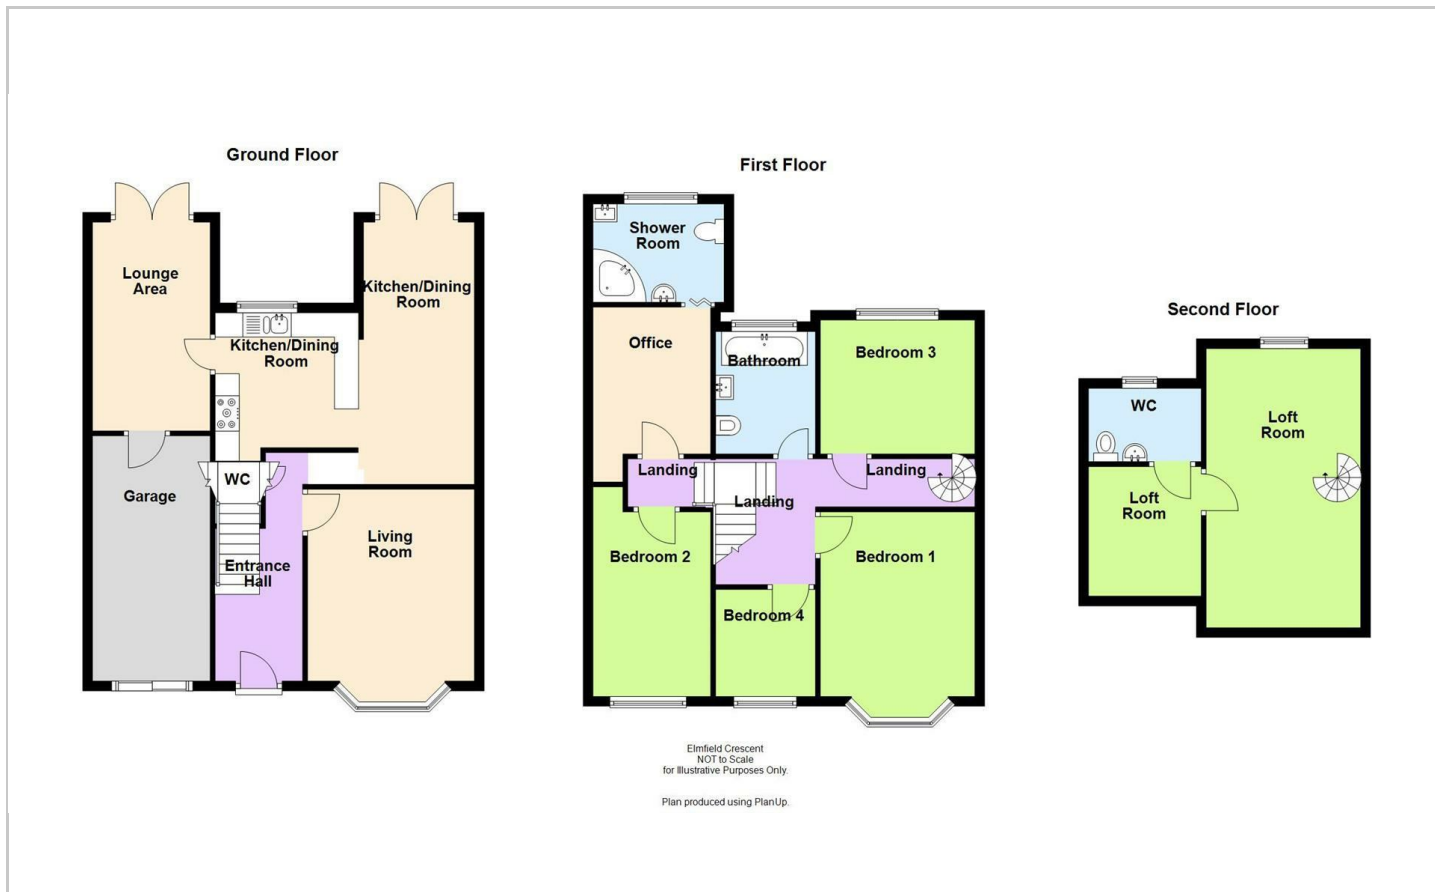 Ground Floor
Lounge
Area
Kitchen/Dining
Room
Kitchen/Dining
Room
Garage
WC
Entrance
Hall
Living
Room
First Floor
Shower
Room
Office
Bathroom
Bedroom 3
Landing
Landing
Landing
Bedroom 2
Bedroom 1
Bedroom 4
Second Floor
WC
Loft
Room
Loft
Room
Elmfield Crescent
NOT to Scale
for Illustrative Purposes Only.
Plan produced using PlanUp.